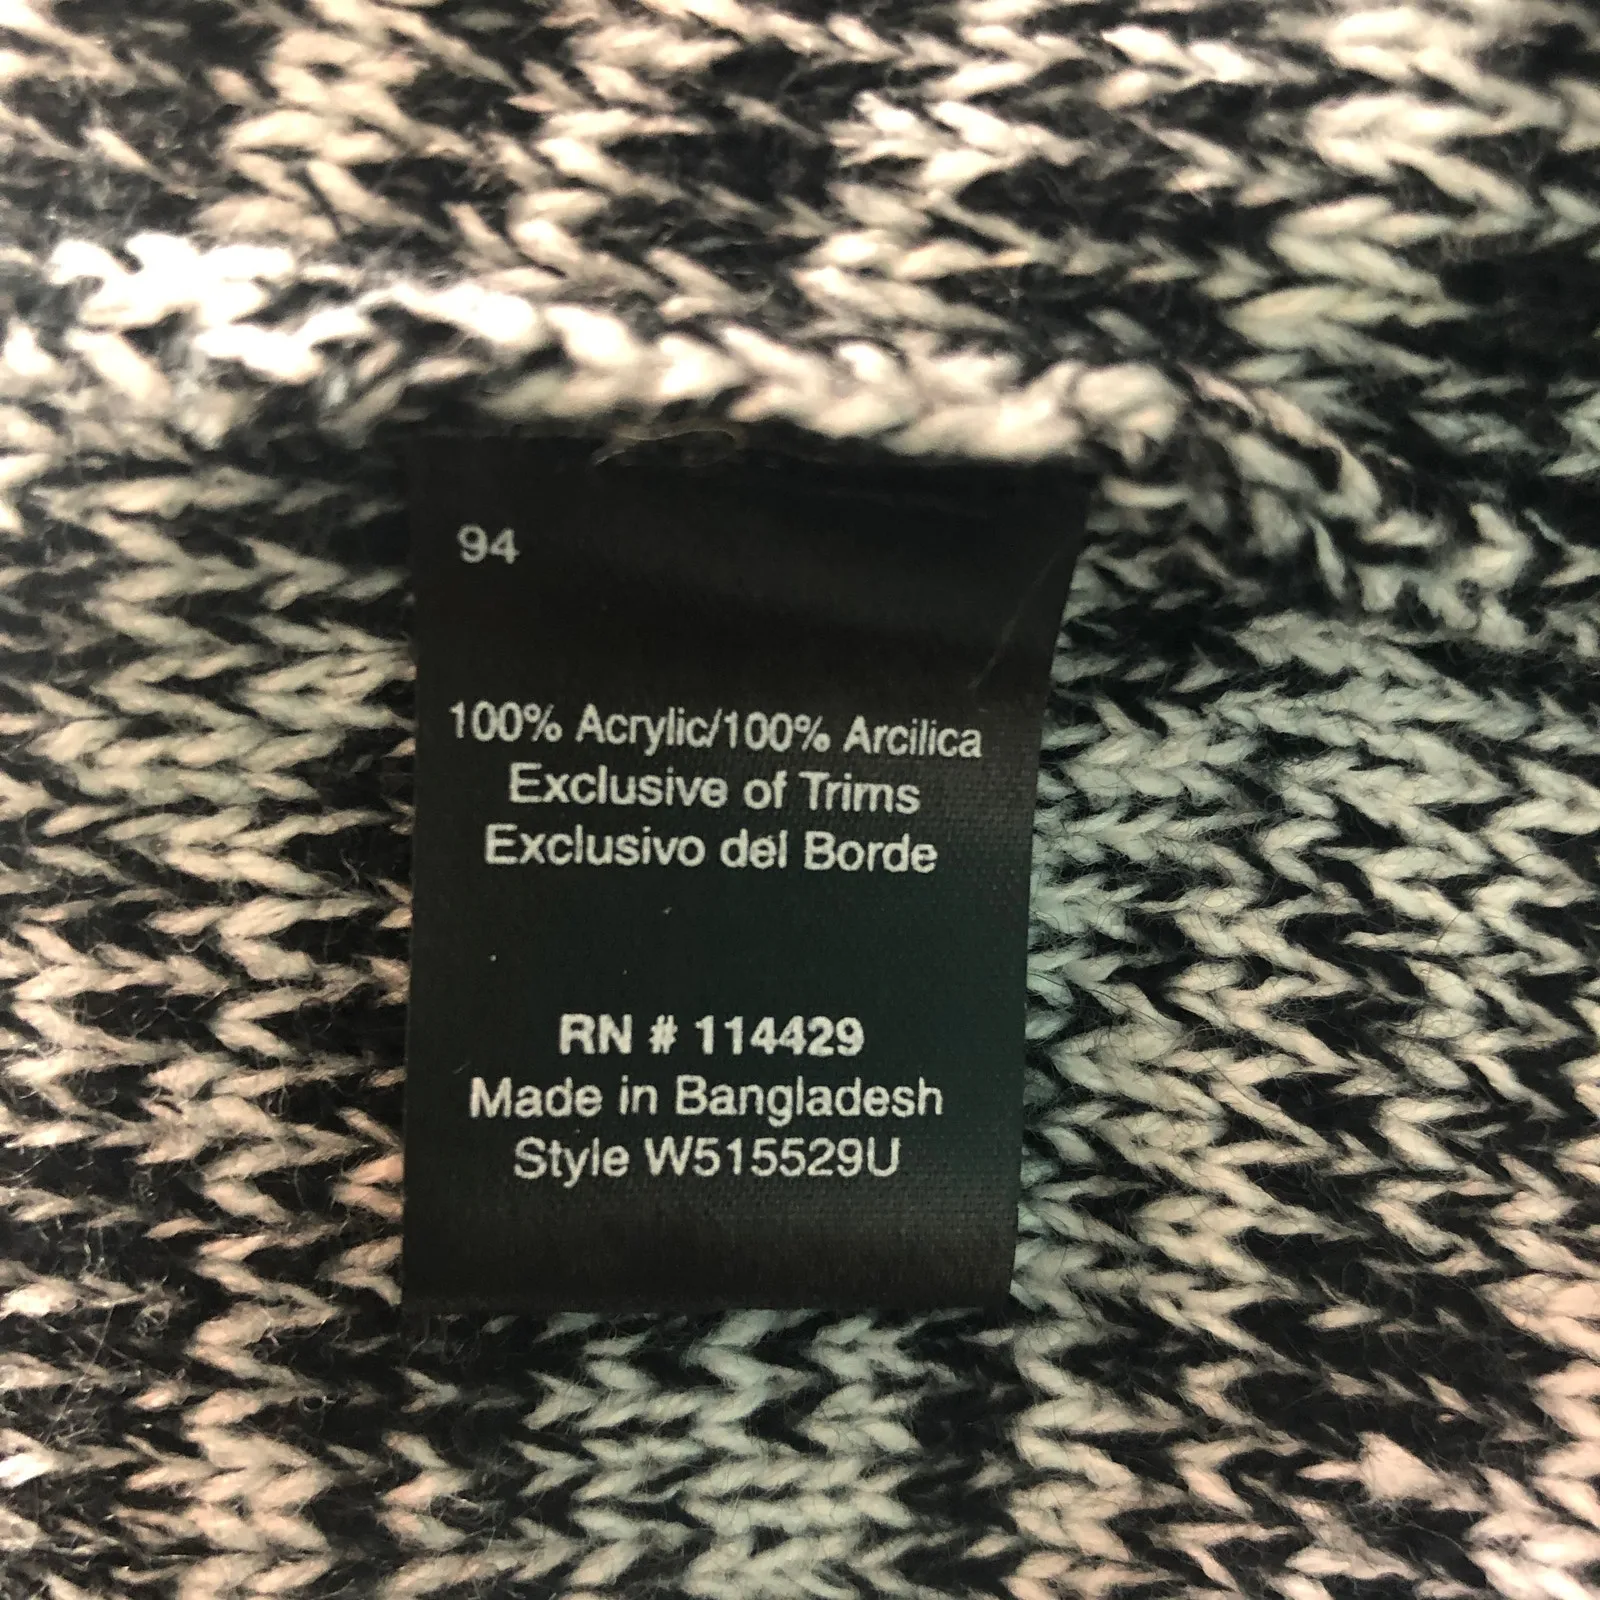 94
100% Acrylic/100% Arcilica
Exclusive of Trims
Exclusivo del Borde
RN # 114429
Made in Bangladesh
Style W515529U